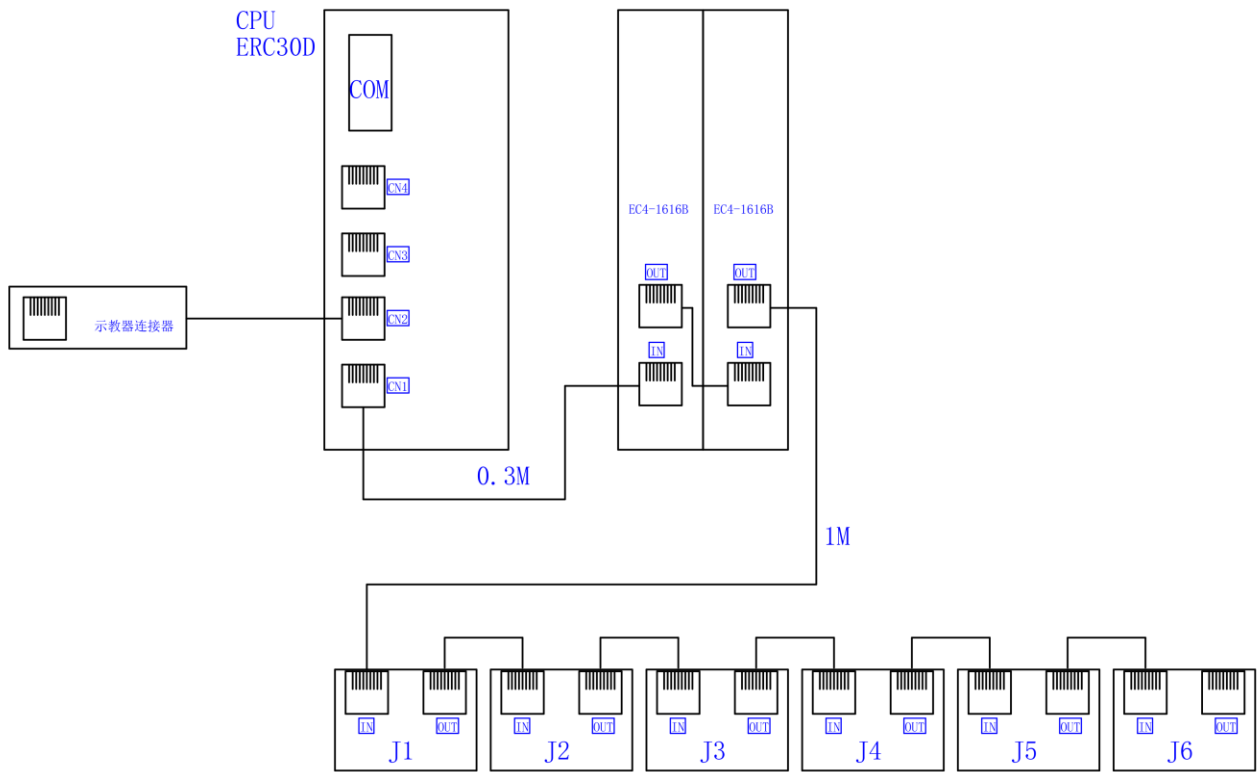 CPU
ERC30D
COM
CN4
CN3
CN2
CN1
示教器连接器
EC4-1616B
EC4-1616B
OUT
OUT
IN
IN
0.3M
1M
IN
OUT
IN
OUT
IN
OUT
IN
OUT
IN
OUT
IN
OUT
J1
J2
J3
J4
J5
J6